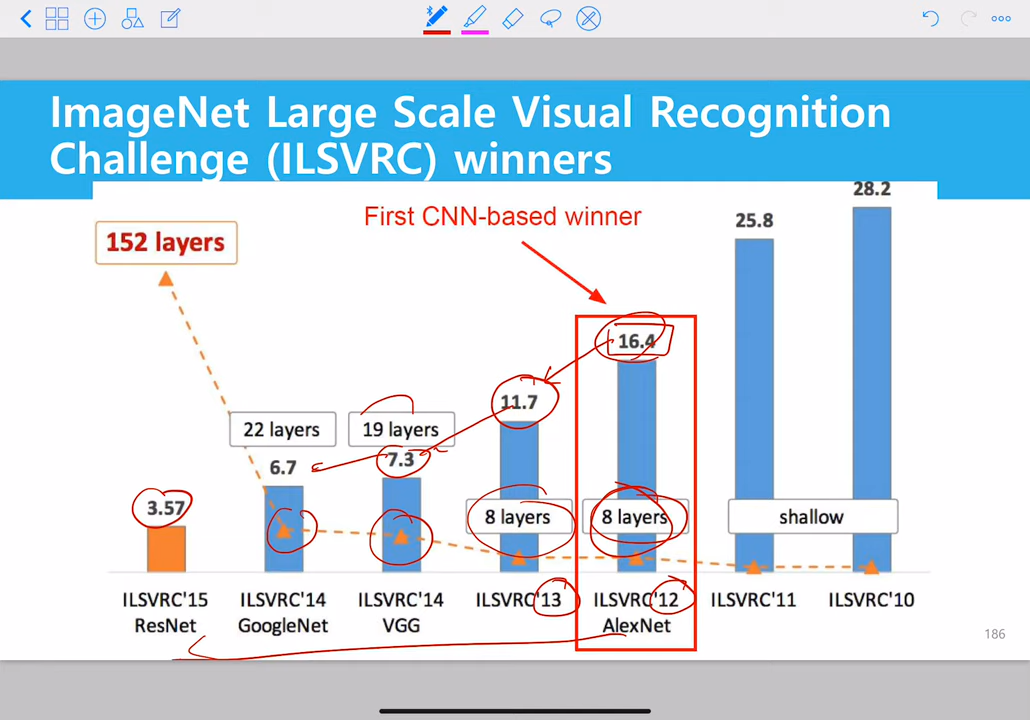 ImageNet Large Scale Visual Recognition
Challenge (ILSVRC) winners
First CNN-based winner
152 layers
22 layers
19 layers
8 layers
8 layers
shallow
3.57
6.7
7.3
11.7
16.4
25.8
28.2
ILSVRC'15
ResNet
ILSVRC'14
GoogleNet
ILSVRC'14
VGG
ILSVRC'13
ILSVRC'12
AlexNet
ILSVRC'11
ILSVRC'10
186